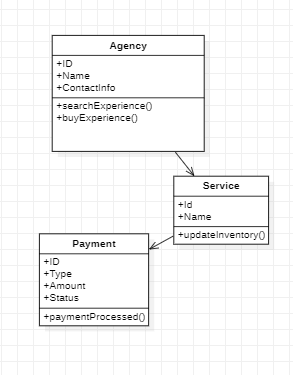 Agency
+ID
+Name
+ContactInfo
+searchExperience()
+buyExperience()
Service
+Id
+Name
+updateInventory()
Payment
+ID
+Type
+Amount
+Status
+paymentProcessed()